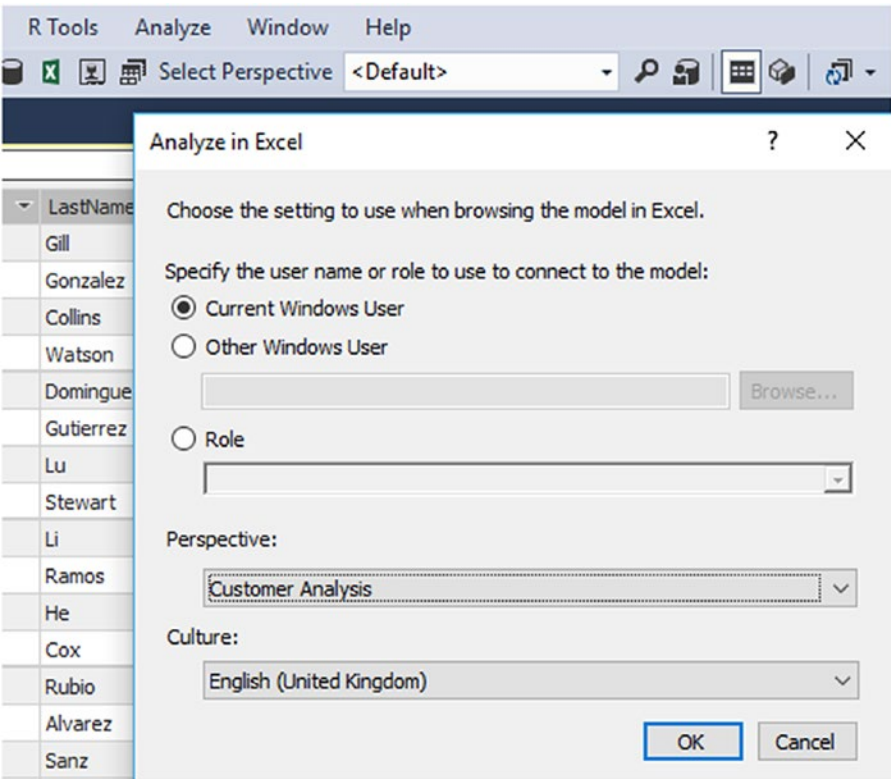 R Tools Analyze Window Help
Select Perspective <Default>
Analyze in Excel ? X
Choose the setting to use when browsing the model in Excel.
Specify the user name or role to use to connect to the model:
Current Windows User
Other Windows User
Browse...
Role
Perspective:
Customer Analysis
Culture:
English (United Kingdom)
OK Cancel
LastName
Gill
Gonzalez
Collins
Watson
Domingue
Gutierrez
Lu
Stewart
Li
Ramos
He
Cox
Rubio
Alvarez
Sanz